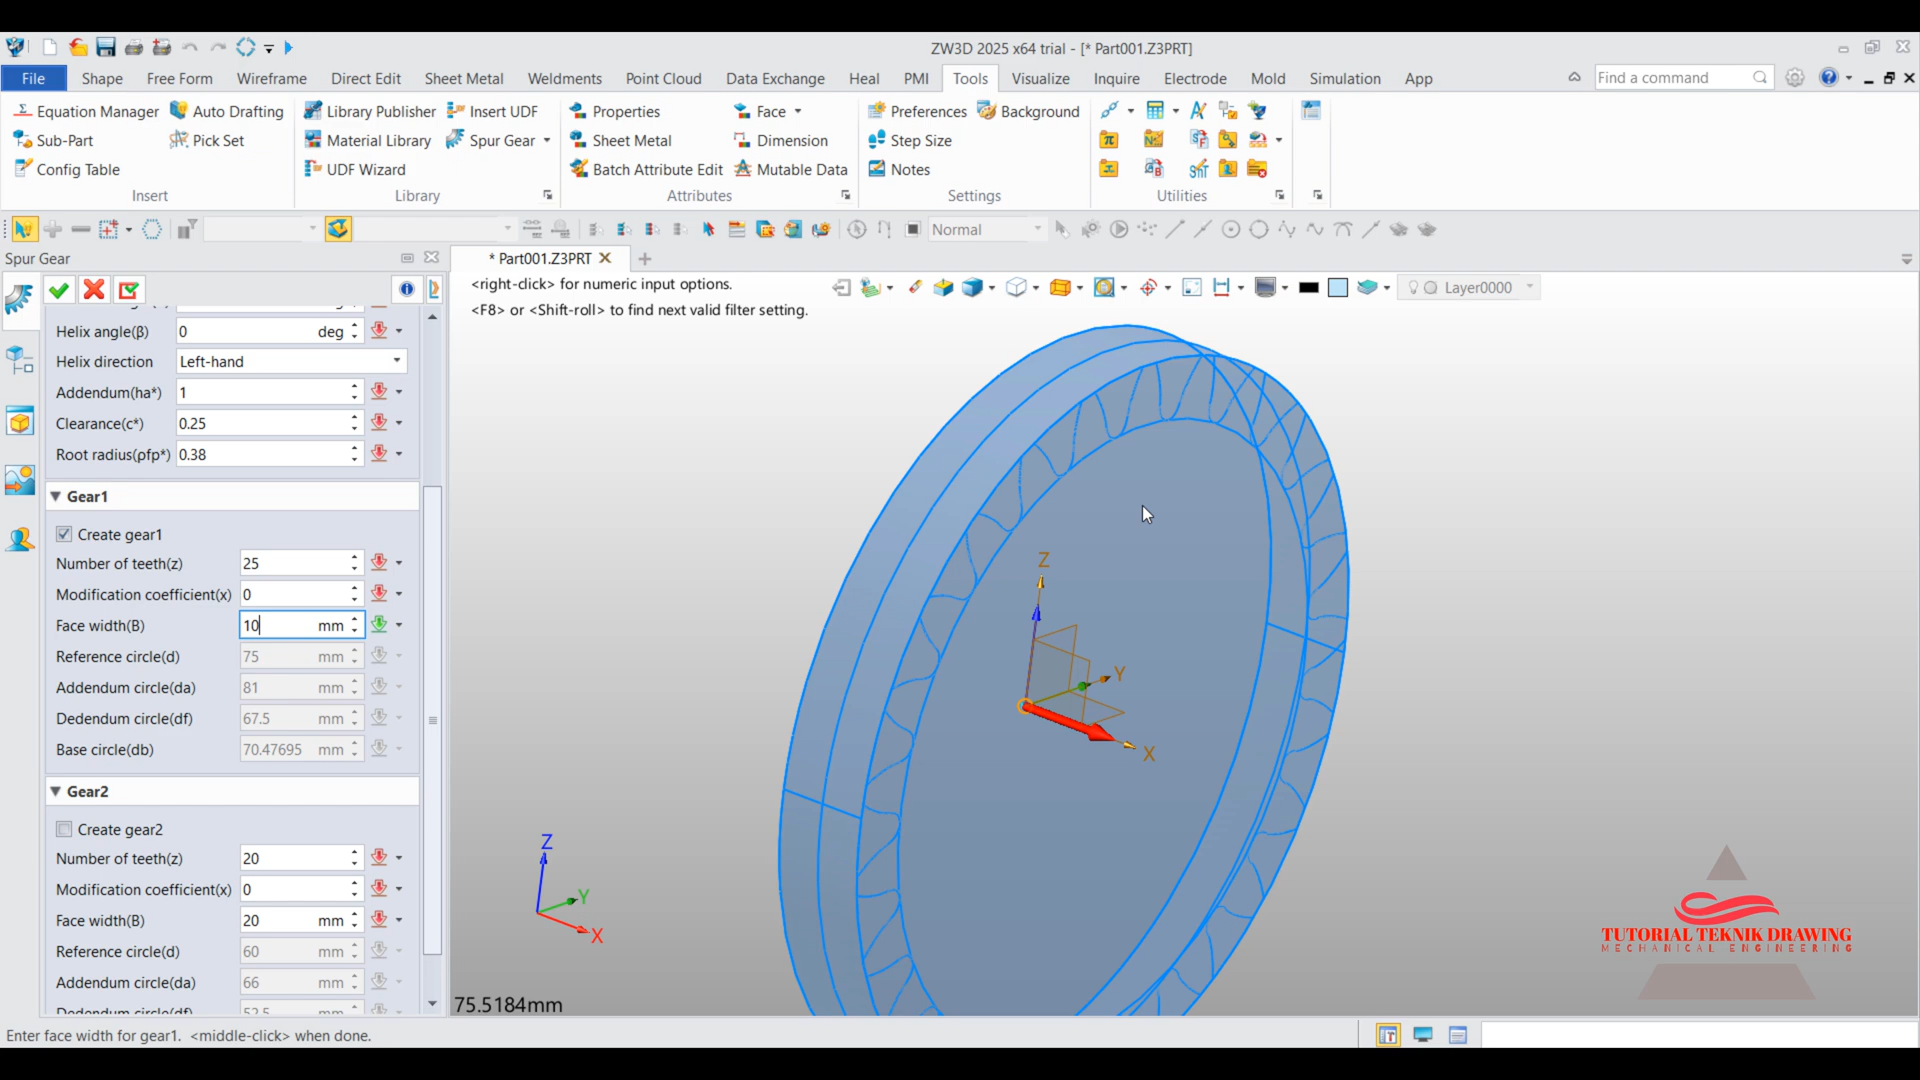 ZW3D 2025 x64 trial - [* Part001.Z3PRT]
File Shape Free Form Wireframe Direct Edit Sheet Metal Weldments Point Cloud Data Exchange Heal PMI Tools Visualize Inquire Electrode Mold Simulation App Find a command
Equation Manager Auto Drafting Library Publisher Insert UDF Properties Face Preferences Background
Sub-Part Pick Set Material Library Spur Gear Sheet Metal Dimension Step Size
Config Table UDF Wizard Batch Attribute Edit Mutable Data Notes
Insert Library Attributes Settings Utilities
Normal
Spur Gear
* Part001.Z3PRT
<right-click> for numeric input options.
<F8> or <Shift-roll> to find next valid filter setting.
Layer0000
Helix angle(β) 0 deg
Helix direction Left-hand
Addendum(ha*) 1
Clearance(c*) 0.25
Root radius(ρfp*) 0.38
Gear1
Create gear1
Number of teeth(z) 25
Modification coefficient(x) 0
Face width(B) 10 mm
Reference circle(d) 75 mm
Addendum circle(da) 81 mm
Dedendum circle(df) 67.5 mm
Base circle(db) 70.47695 mm
Gear2
Create gear2
Number of teeth(z) 20
Modification coefficient(x) 0
Face width(B) 20 mm
Reference circle(d) 60 mm
Addendum circle(da) 66 mm
Dedendum circle(df) 52.5 mm
Z
Y
X
Z
Y
X
75.5184mm
TUTORIAL TEKNIK DRAWING
MECHANICAL ENGINEERING
Enter face width for gear1. <middle-click> when done.